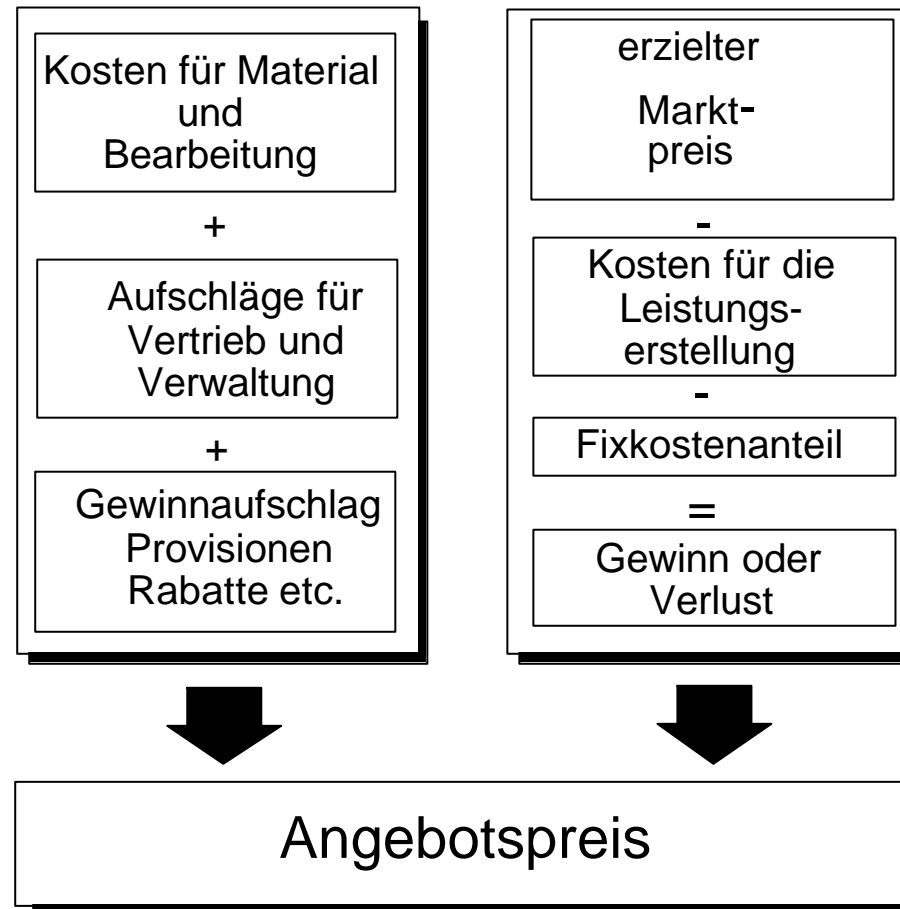 Kosten für Material
und
Bearbeitung
+
Aufschläge für
Vertrieb und
Verwaltung
+
Gewinnaufschlag
Provisionen
Rabatte etc.
erzielter
Markt-
preis
-
Kosten für die
Leistungs-
erstellung
-
Fixkostenanteil
=
Gewinn oder
Verlust
Angebotspreis